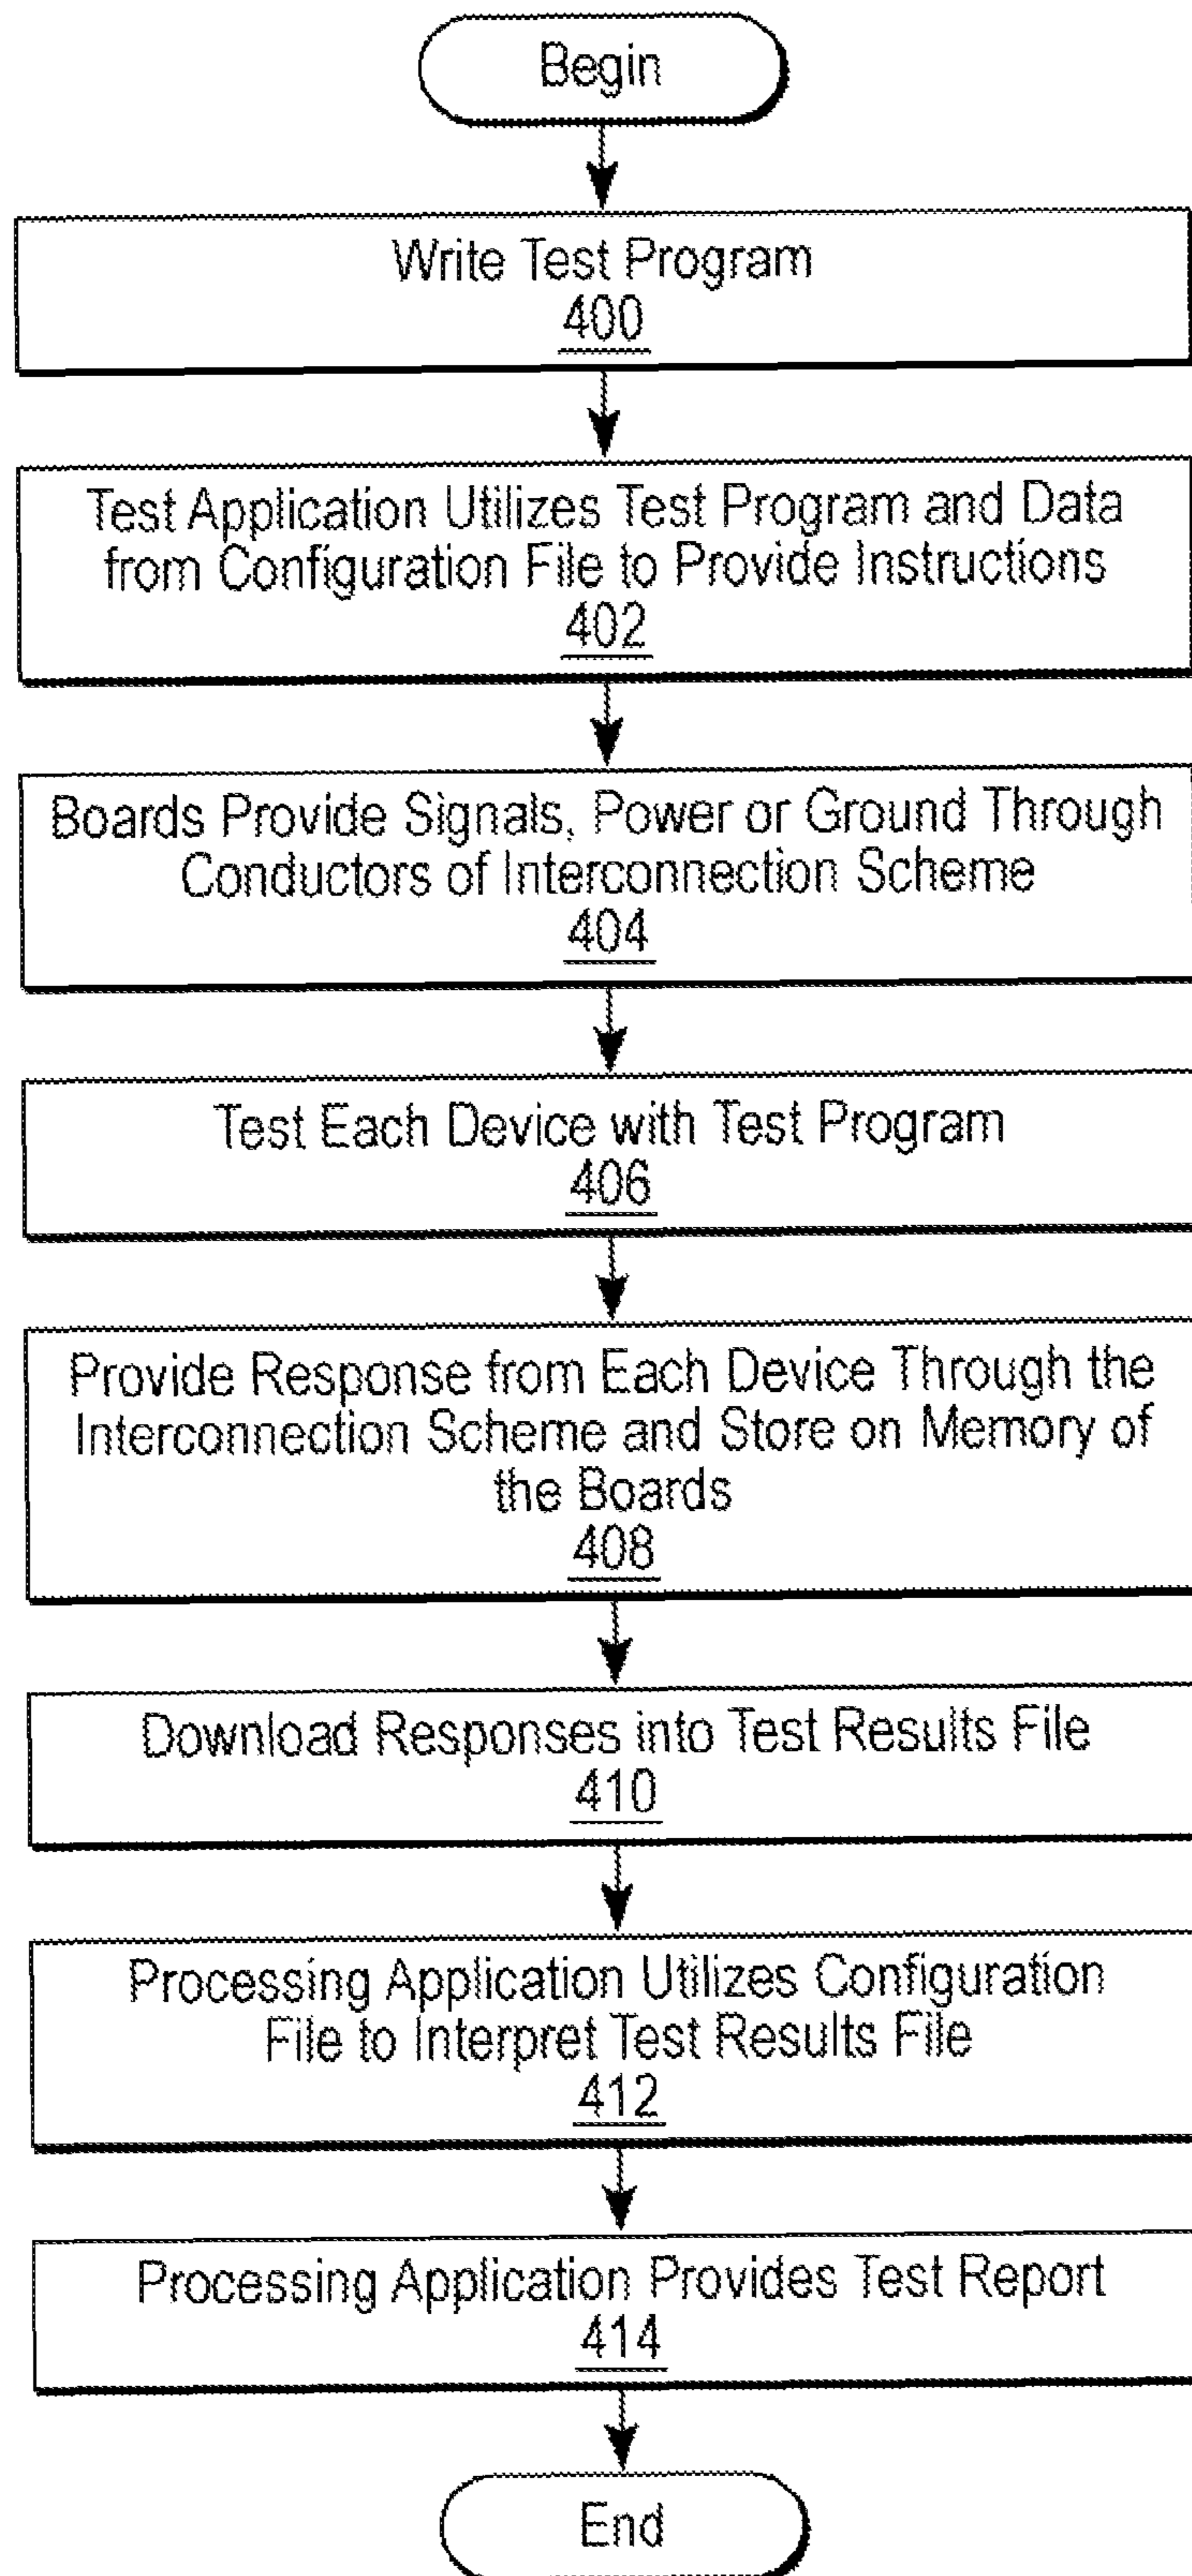 Begin
Write Test Program
400
Test Application Utilizes Test Program and Data
from Configuration File to Provide Instructions
402
Boards Provide Signals, Power or Ground Through
Conductors of Interconnection Scheme
404
Test Each Device with Test Program
406
Provide Response from Each Device Through the
Interconnection Scheme and Store on Memory of
the Boards
408
Download Responses into Test Results File
410
Processing Application Utilizes Configuration
File to Interpret Test Results File
412
Processing Application Provides Test Report
414
End